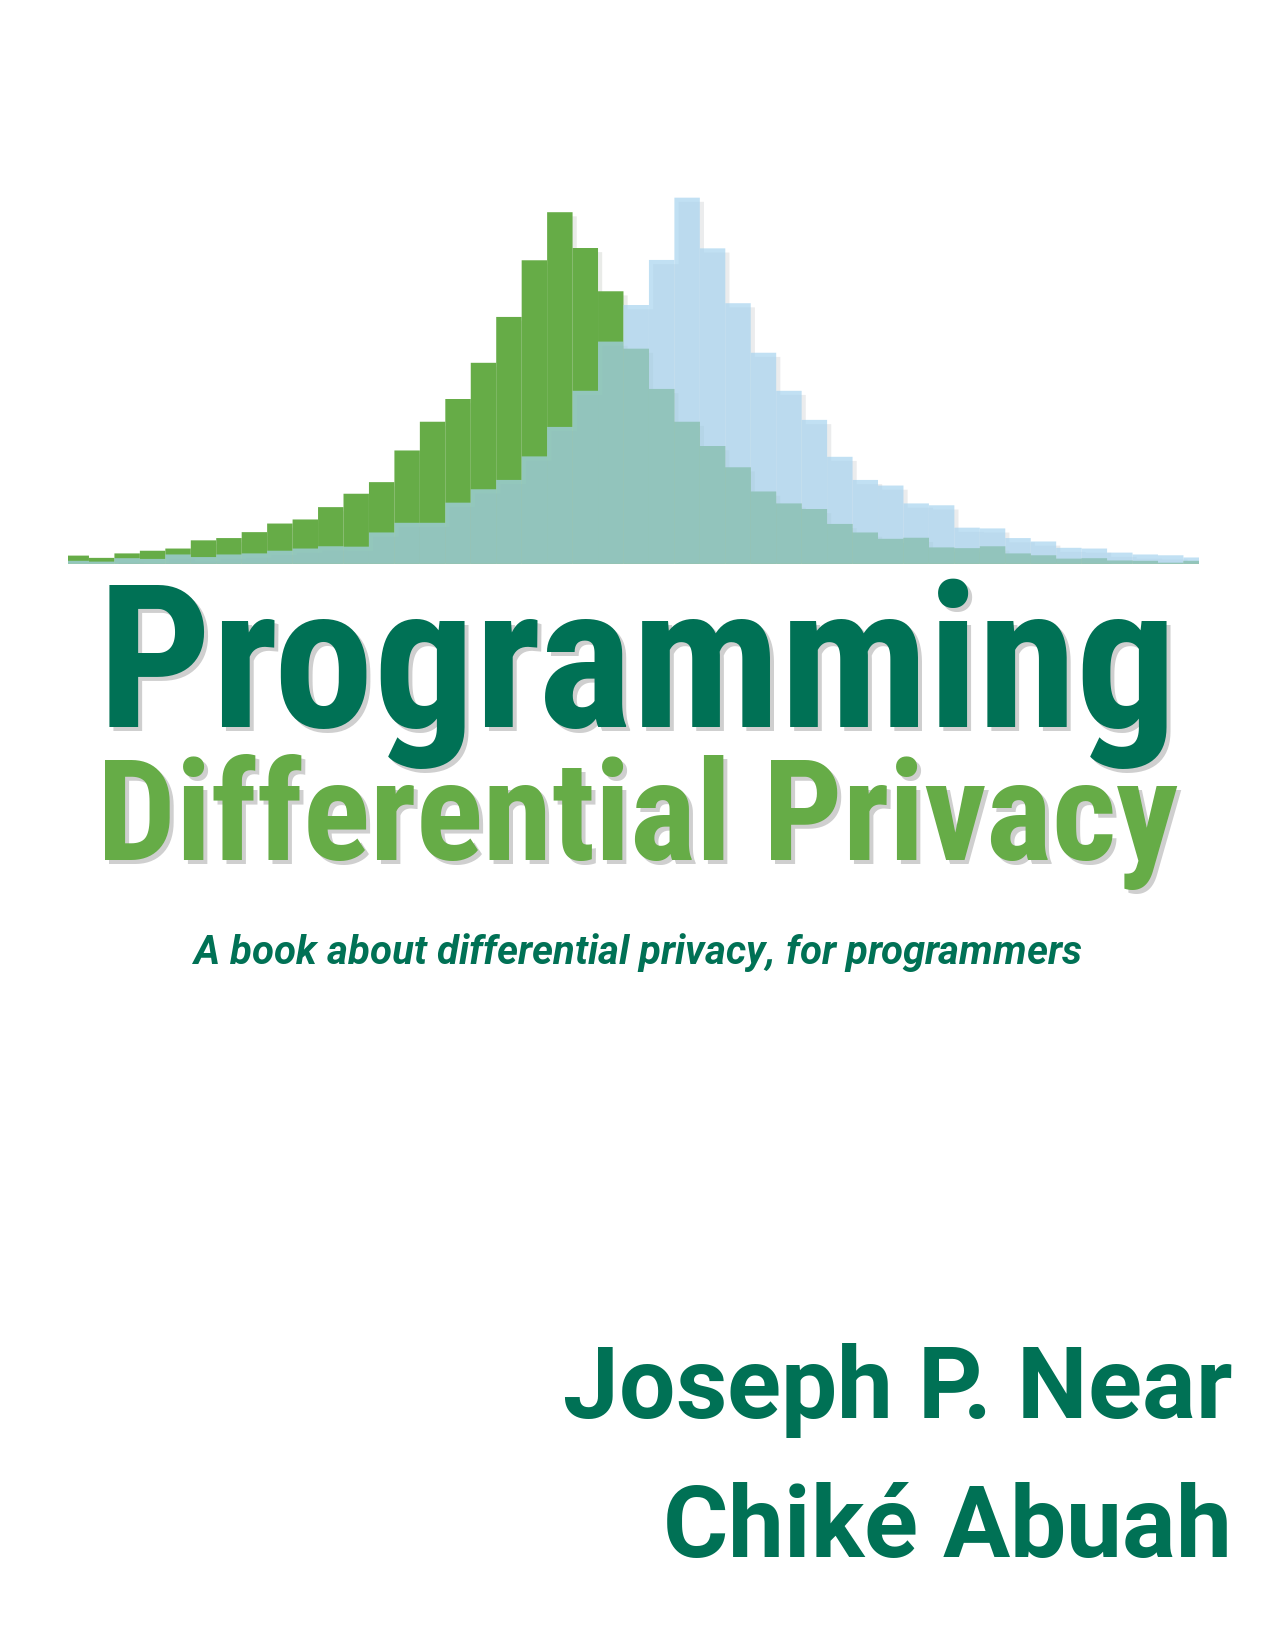 Programming
Differential Privacy
A book about differential privacy, for programmers
Joseph P. Near
Chiké Abuah